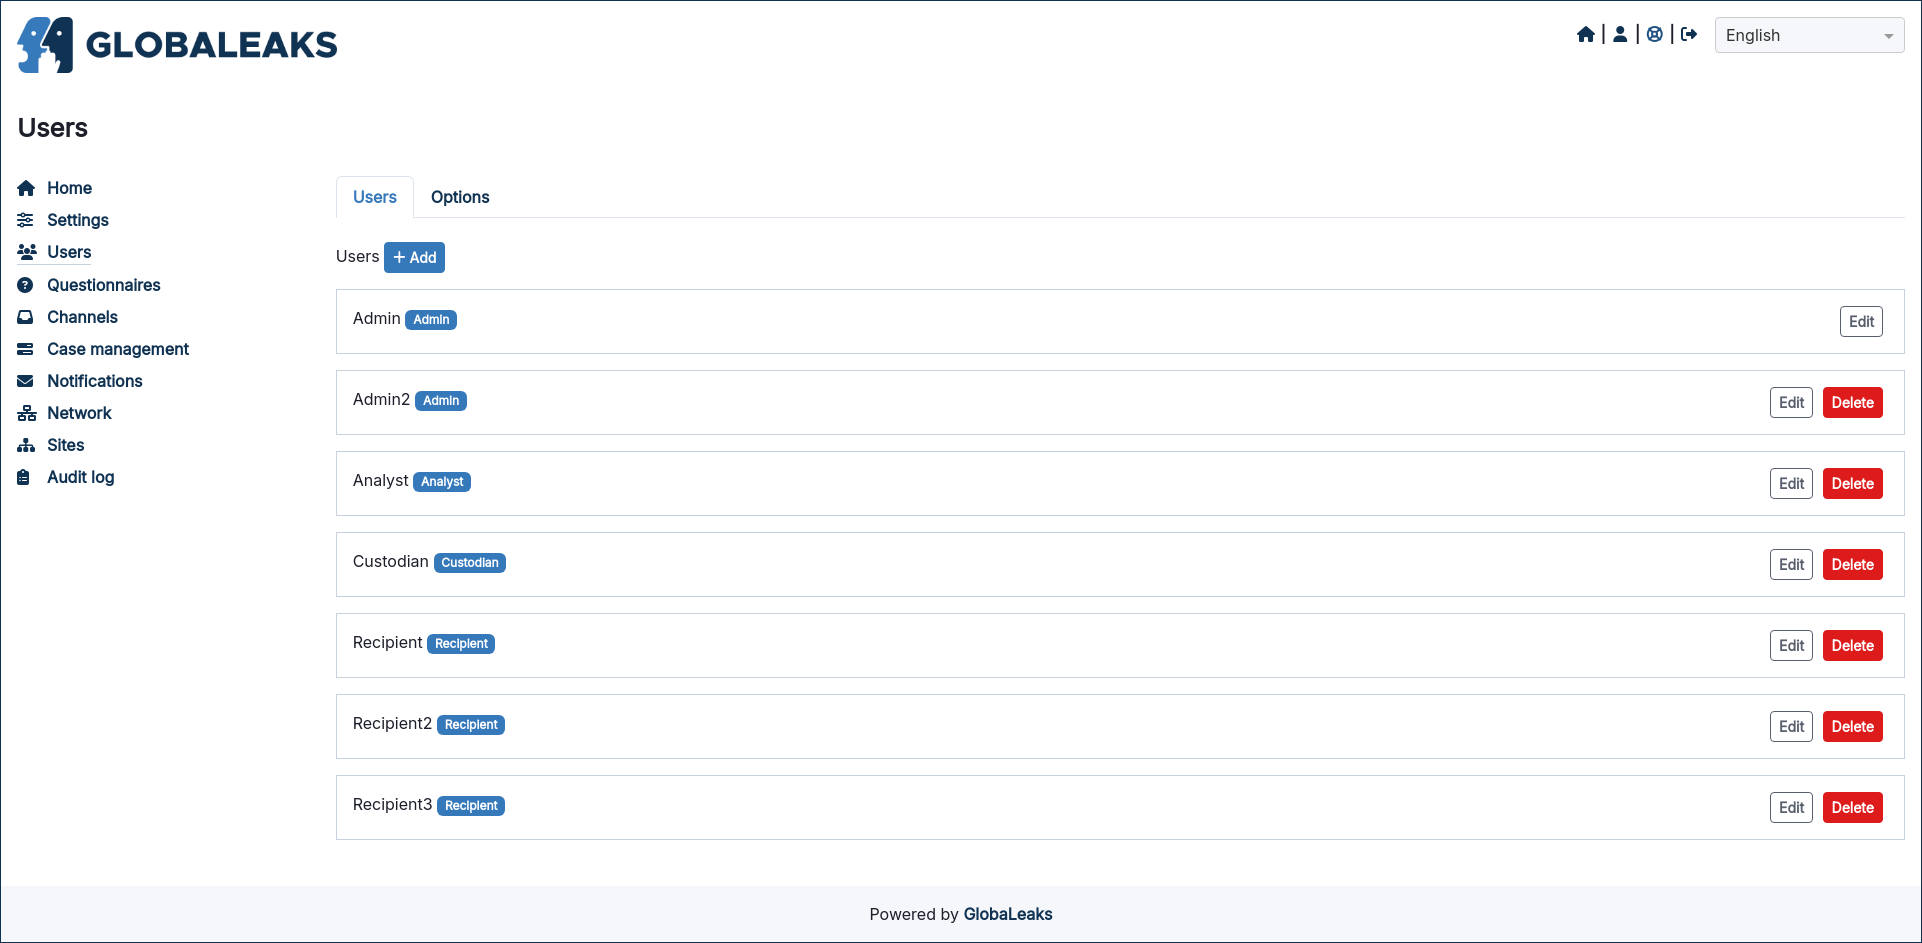 GLOBALEAKS
| | | English
Users
Home
Settings
Users
Questionnaires
Channels
Case management
Notifications
Network
Sites
Audit log
Users Options
Users + Add
Admin Admin Edit
Admin2 Admin Edit Delete
Analyst Analyst Edit Delete
Custodian Custodian Edit Delete
Recipient Recipient Edit Delete
Recipient2 Recipient Edit Delete
Recipient3 Recipient Edit Delete
Powered by GlobaLeaks